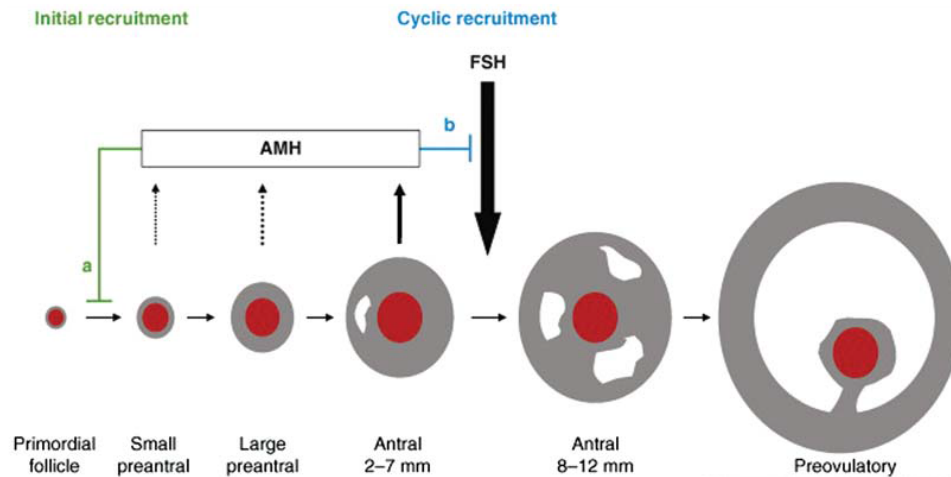 Initial recruitment
Cyclic recruitment
FSH
b
AMH
a
Primordial
follicle
Small
preantral
Large
preantral
Antral
2–7 mm
Antral
8–12 mm
Preovulatory